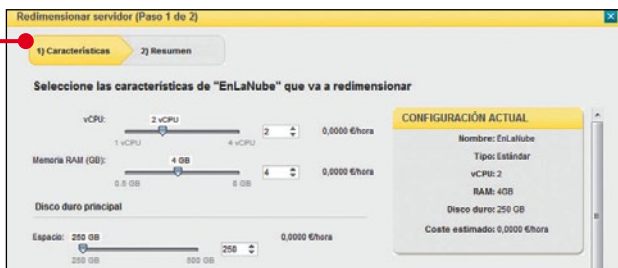 Redimensionar servidor (Paso 1 de 2)
1) Características 2) Resumen
Seleccione las características de "EnLaNube" que va a redimensionar
vCPU: 2 vCPU 2 0,0000 €/hora
1 vCPU 4 vCPU
Memoria RAM (GB): 4 GB 4 0,0000 €/hora
0.5 GB 8 GB
Disco duro principal
Espacio: 250 GB 250 0,0000 €/hora
250 GB 500 GB
CONFIGURACIÓN ACTUAL
Nombre: EnLaNube
Tipo: Estándar
vCPU: 2
RAM: 4GB
Disco duro: 250 GB
Coste estimado: 0,0000 €/hora